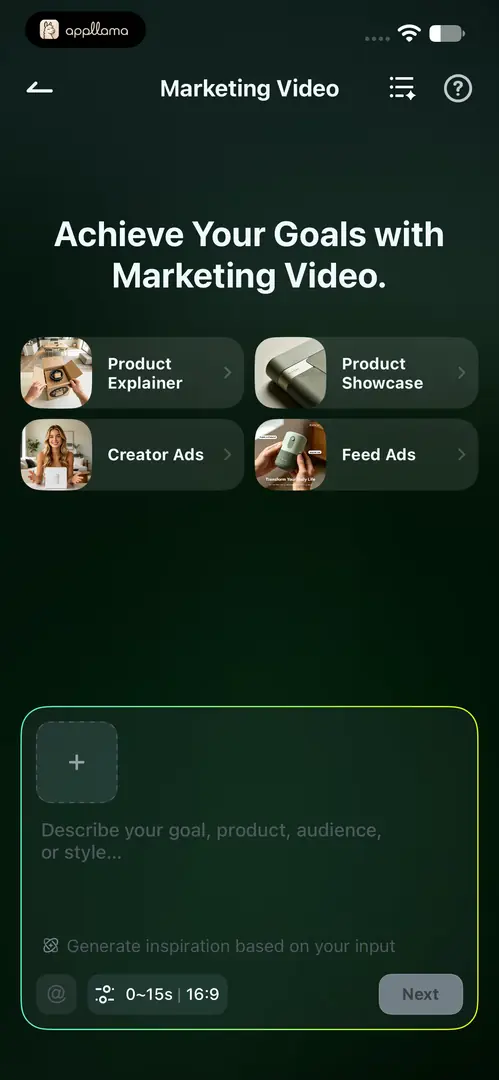 appllama
Marketing Video
?
Achieve Your Goals with
Marketing Video.
Product
Explainer
Product
Showcase
Creator Ads
Feed Ads
Transform Your Daily Life
+
Describe your goal, product, audience,
or style...
Generate inspiration based on your input
@
0~15s | 16:9
Next